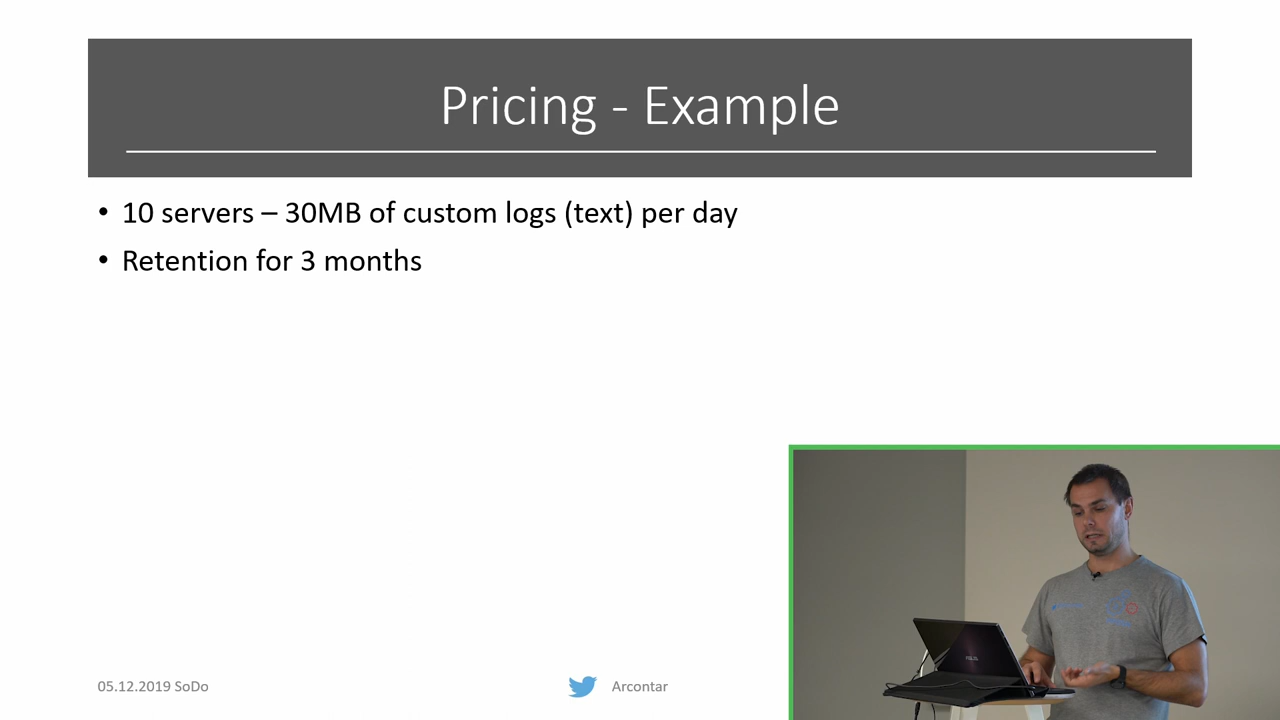 Pricing - Example
• 10 servers – 30MB of custom logs (text) per day
• Retention for 3 months
05.12.2019 SoDo
Arcontar
ASUS